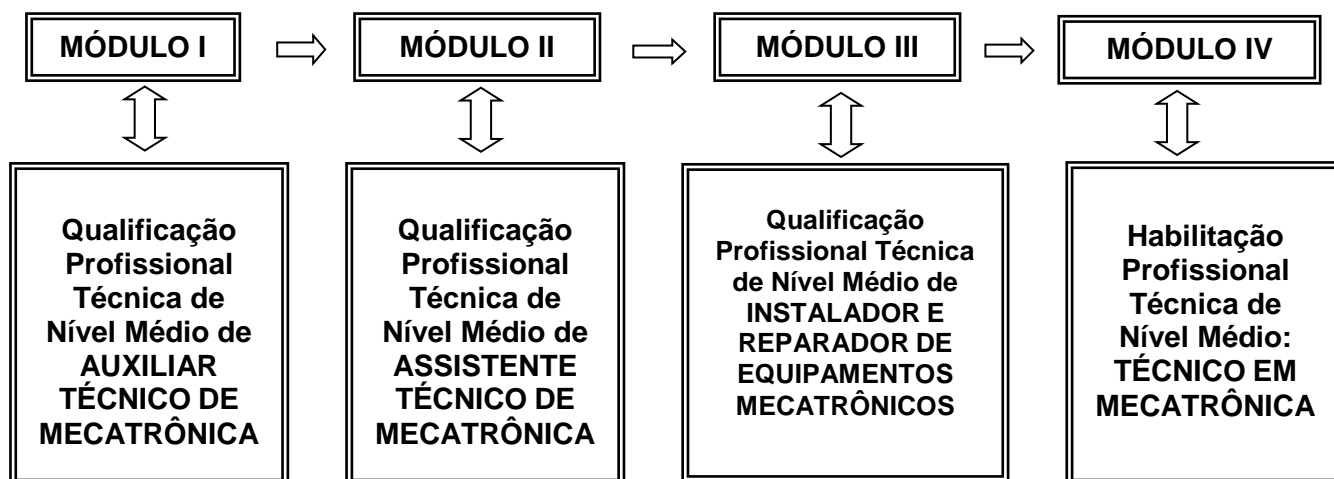 MÓDULO I
MÓDULO II
MÓDULO III
MÓDULO IV
Qualificação
Profissional
Técnica de
Nível Médio de
AUXILIAR
TÉCNICO DE
MECATRÔNICA
Qualificação
Profissional
Técnica de
Nível Médio de
ASSISTENTE
TÉCNICO DE
MECATRÔNICA
Qualificação
Profissional Técnica
de Nível Médio de
INSTALADOR E
REPARADOR DE
EQUIPAMENTOS
MECATRÔNICOS
Habilitação
Profissional
Técnica de
Nível Médio:
TÉCNICO EM
MECATRÔNICA